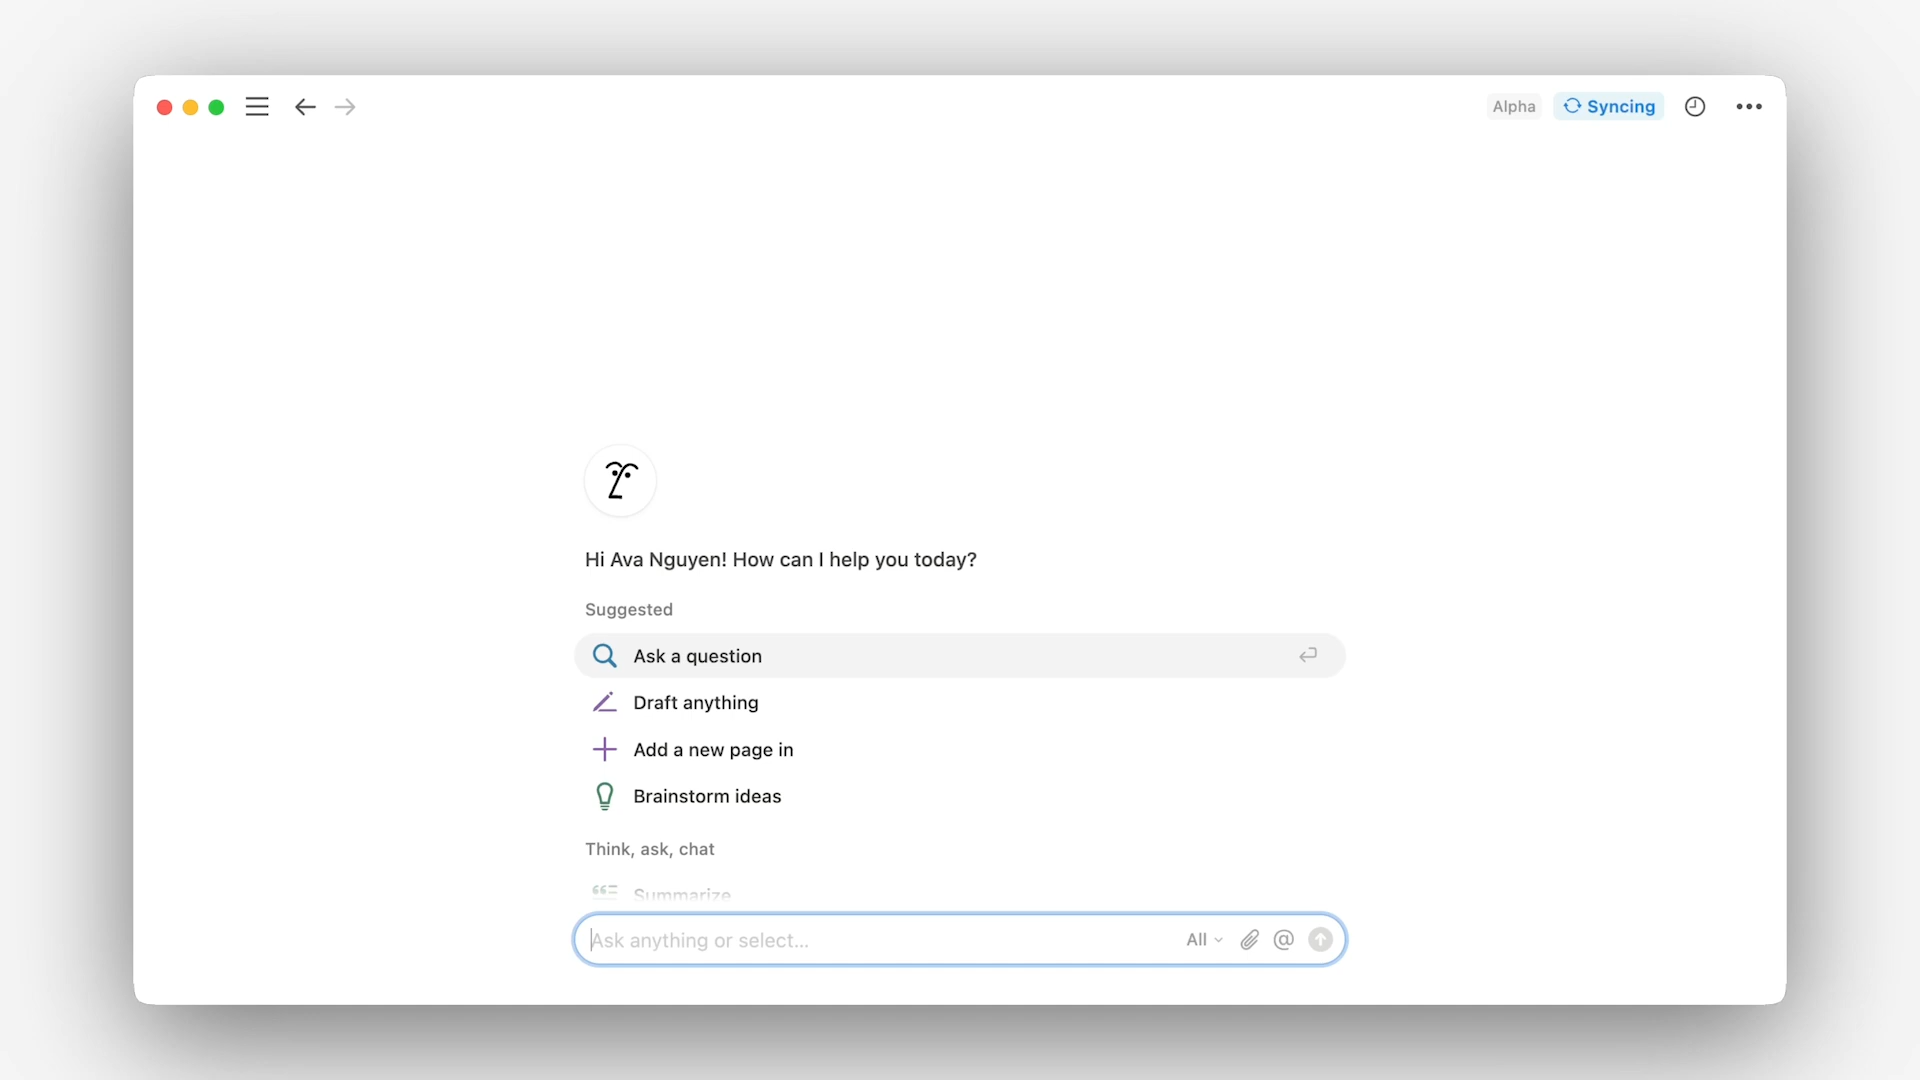 Alpha
Syncing
Hi Ava Nguyen! How can I help you today?
Suggested
Ask a question
Draft anything
Add a new page in
Brainstorm ideas
Think, ask, chat
Summarize
Ask anything or select...
All